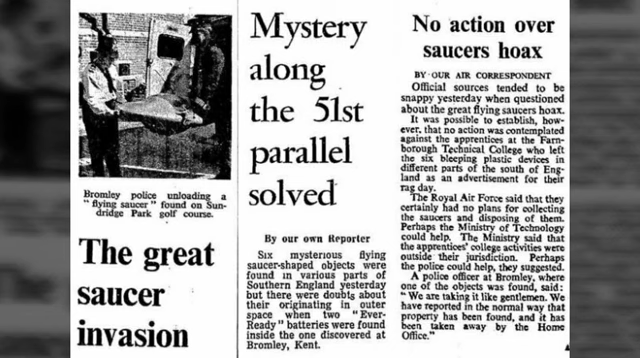 Bromley police unloading a
" flying saucer " found on Sun-
dridge Park golf course.
The great
saucer
invasion
Mystery
along
the 51st
parallel
solved
By our own Reporter
Six mysterious flying
saucer-shaped objects were
found in various parts of
Southern England yesterday
but there were doubts about
their originating in outer
space when two "Ever-
Ready" batteries were found
inside the one discovered at
Bromley, Kent.
No action over
saucers hoax
BY OUR AIR CORRESPONDENT
Official sources tended to be
snappy yesterday when questioned
about the great flying saucers hoax.
It was possible to establish, how-
ever, that no action was contemplated
against the apprentices at the Farn-
borough Technical College who left
the six bleeping plastic devices in
different parts of the south of Eng-
land as an advertisement for their
rag day.
The Royal Air Force said that they
certainly had no plans for collecting
the saucers and disposing of them.
Perhaps the Ministry of Technology
could help. The Ministry said that
the apprentices' college activities were
outside their jurisdiction. Perhaps
the police could help, they suggested.
A police officer at Bromley, where
one of the objects was found, said:
" We are taking it like gentlemen. We
have reported in the normal way that
property has been found, and it has
been taken away by the Home
Office."